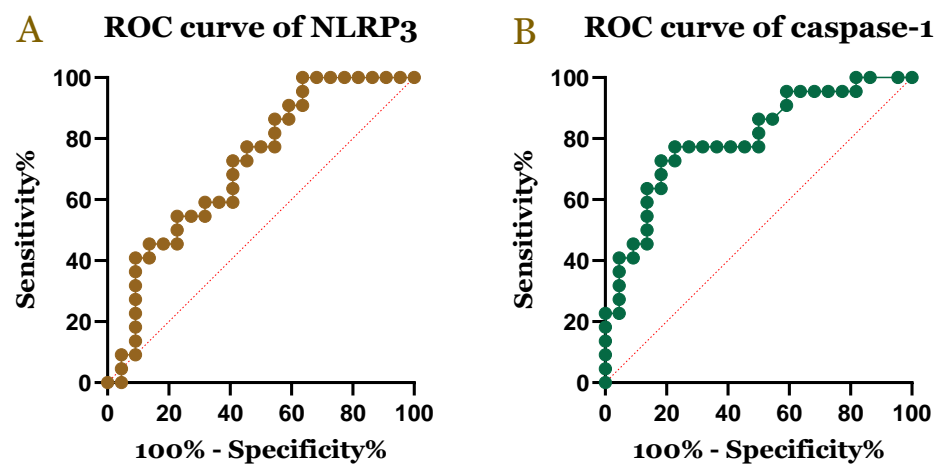 A
ROC curve of NLRP3
Sensitivity%
100
80
60
40
20
0
0 20 40 60 80 100
100% - Specificity%
B
ROC curve of caspase-1
Sensitivity%
100
80
60
40
20
0
0 20 40 60 80 100
100% - Specificity%